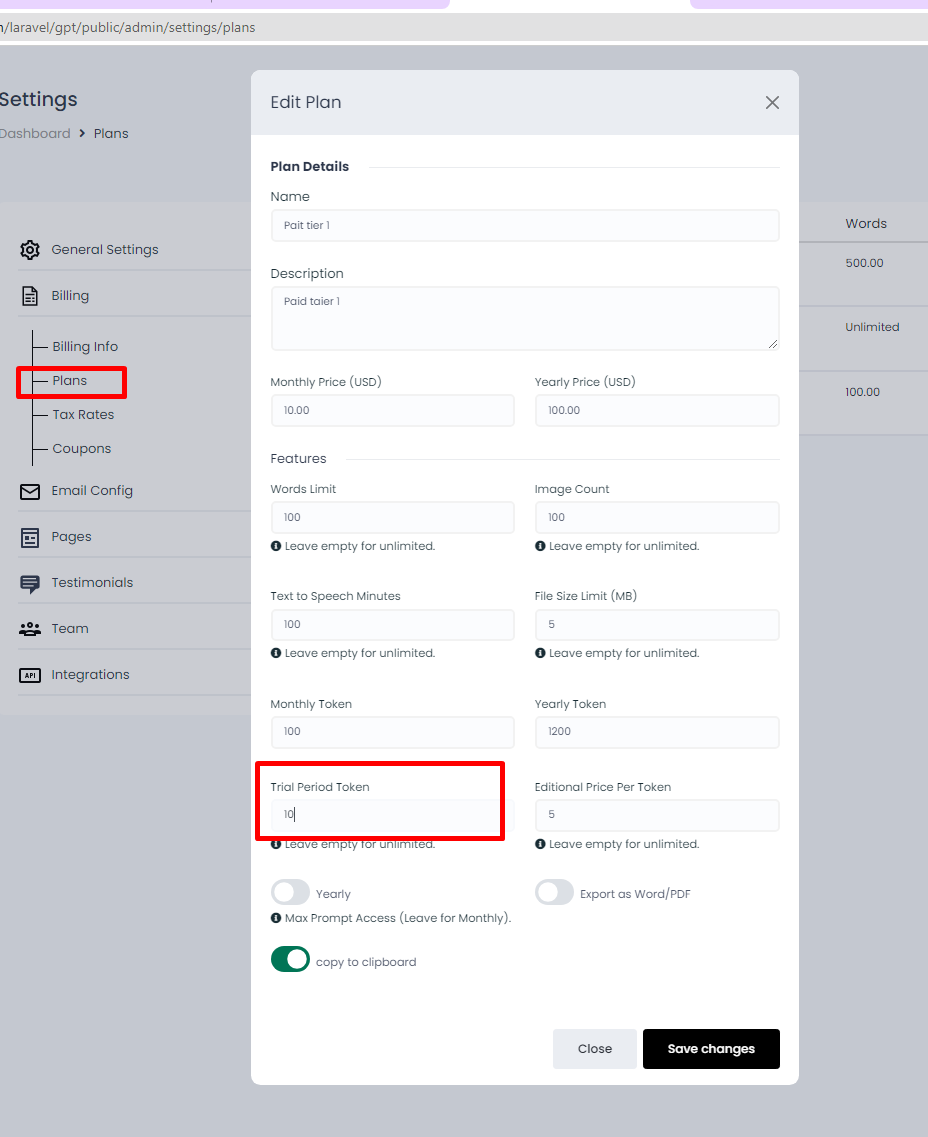 /laravel/gpt/public/admin/settings/plans
Settings
Dashboard > Plans
General Settings
Billing
Billing Info
Plans
Tax Rates
Coupons
Email Config
Pages
Testimonials
Team
API Integrations
Edit Plan
Plan Details
Name
Pait tier 1
Description
Paid taier 1
Monthly Price (USD) Yearly Price (USD)
10.00 100.00
Features
Words Limit Image Count
100 100
Leave empty for unlimited. Leave empty for unlimited.
Text to Speech Minutes File Size Limit (MB)
100 5
Leave empty for unlimited. Leave empty for unlimited.
Monthly Token Yearly Token
100 1200
Trial Period Token Editional Price Per Token
10 5
Leave empty for unlimited. Leave empty for unlimited.
Yearly Export as Word/PDF
Max Prompt Access (Leave for Monthly).
copy to clipboard
Close Save changes
Words
500.00
Unlimited
100.00